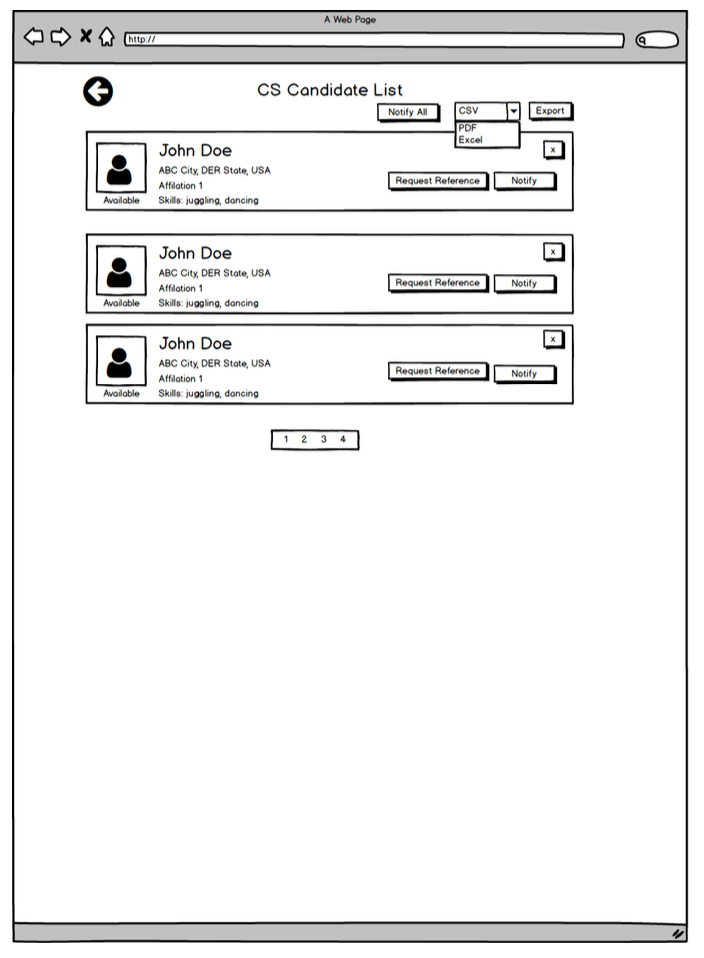 A Web Page
http://
CS Candidate List
Notify All
CSV
Export
PDF
Excel
John Doe
x
ABC City, DER State, USA
Request Reference
Notify
Affilation 1
Available
Skills: juggling, dancing
John Doe
x
ABC City, DER State, USA
Request Reference
Notify
Affilation 1
Available
Skills: juggling, dancing
John Doe
x
ABC City, DER State, USA
Request Reference
Notify
Affilation 1
Available
Skills: juggling, dancing
1 2 3 4